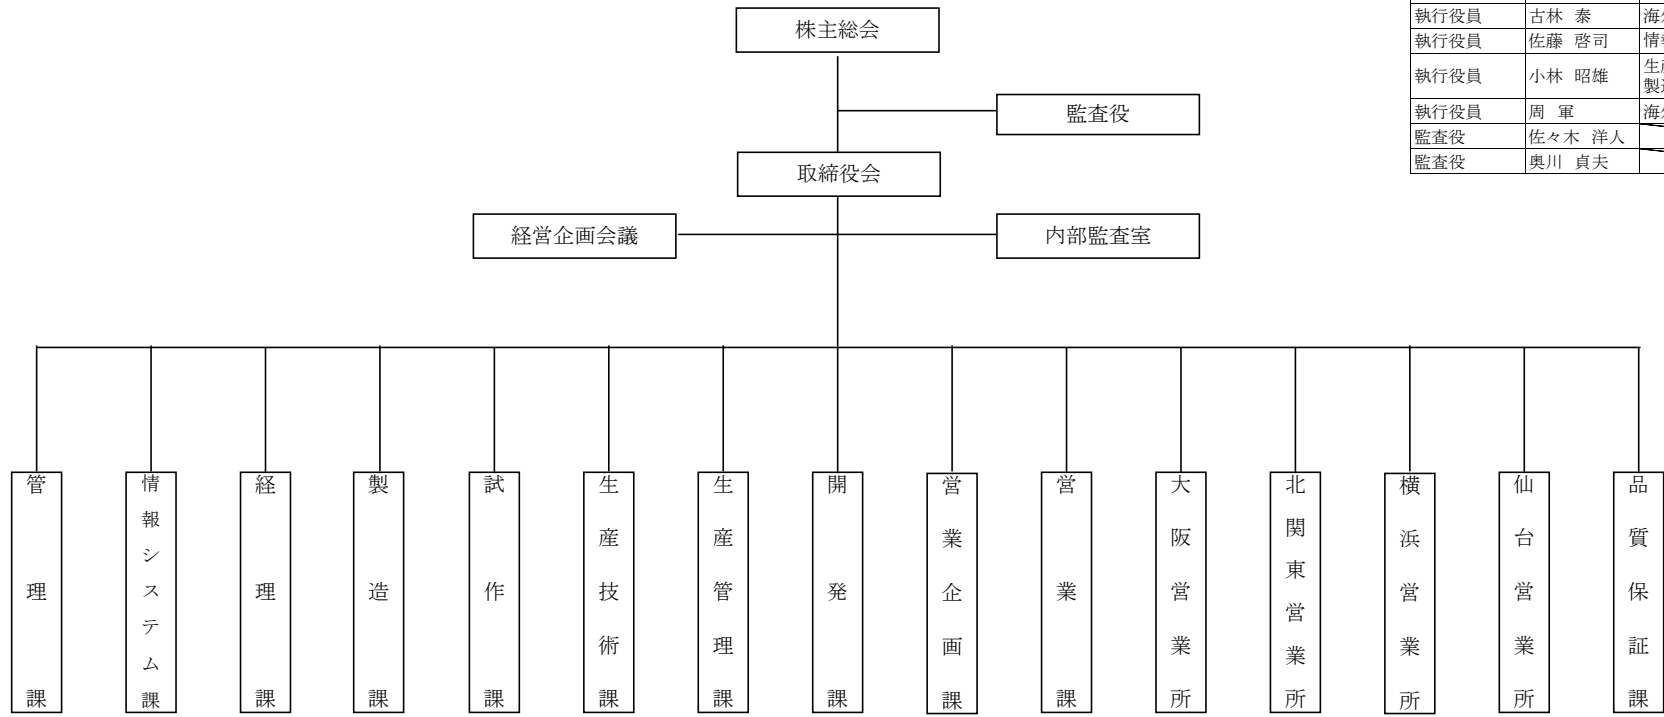 株主総会
監査役
取締役会
経営企画会議
内部監査室
管理課
情報システム課
経理課
製造課
試作課
生産技術課
生産管理課
開発課
営業企画課
営業課
大阪営業所
北関東営業所
横浜営業所
仙台営業所
品質保証課
執行役員 古林 泰 海
執行役員 佐藤 啓司 情
執行役員 小林 昭雄 生
製
執行役員 周 軍 海
監査役 佐々木 洋人
監査役 奥川 貞夫